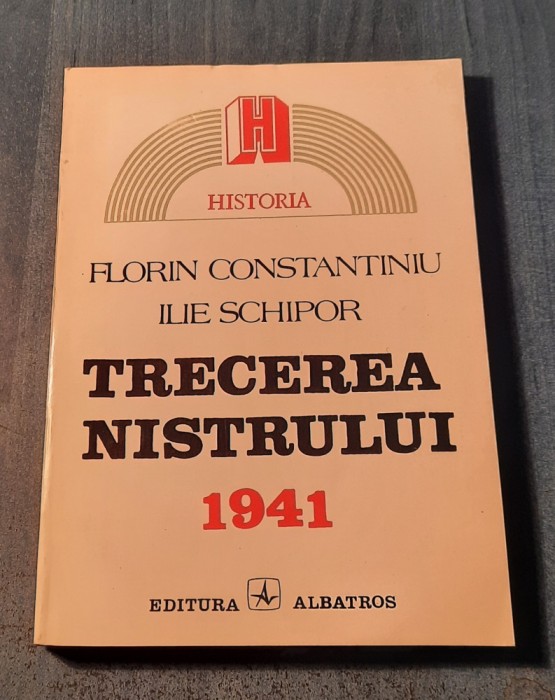 H
HISTORIA
FLORIN CONSTANTINIU
ILIE SCHIPOR
TRECEREA
NISTRULUI
1941
EDITURA ALBATROS